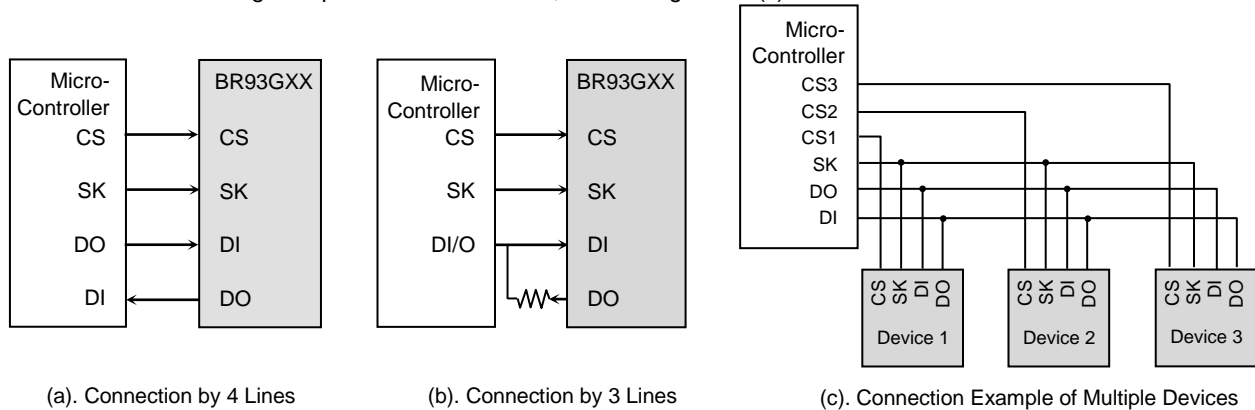 Micro-
Controller
CS
SK
DO
DI
BR93GXX
CS
SK
DI
DO
(a). Connection by 4 Lines
Micro-
Controller
CS
SK
DI/O
BR93GXX
CS
SK
DI
DO
(b). Connection by 3 Lines
Micro-
Controller
CS3
CS2
CS1
SK
DO
DI
CS
SK
DI
DO
Device 1
CS
SK
DI
DO
Device 2
CS
SK
DI
DO
Device 3
(c). Connection Example of Multiple Devices